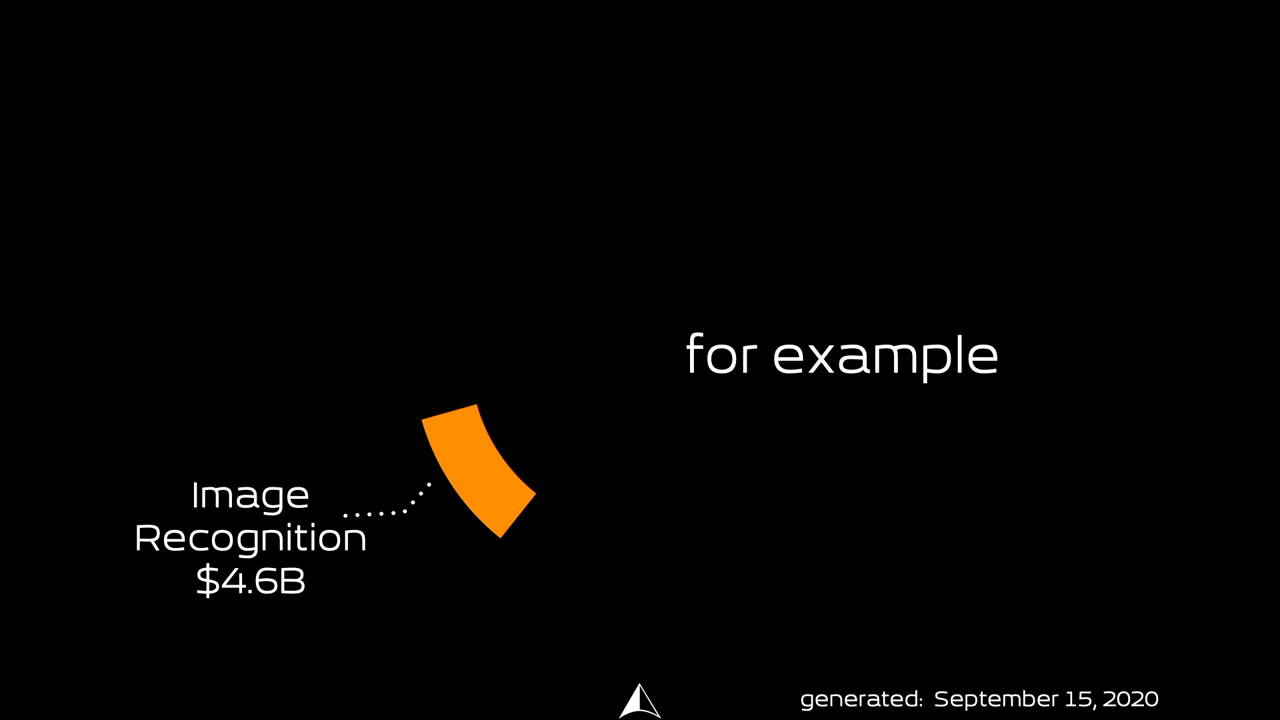 for example
Image
Recognition
$4.6B
generated: September 15, 2020